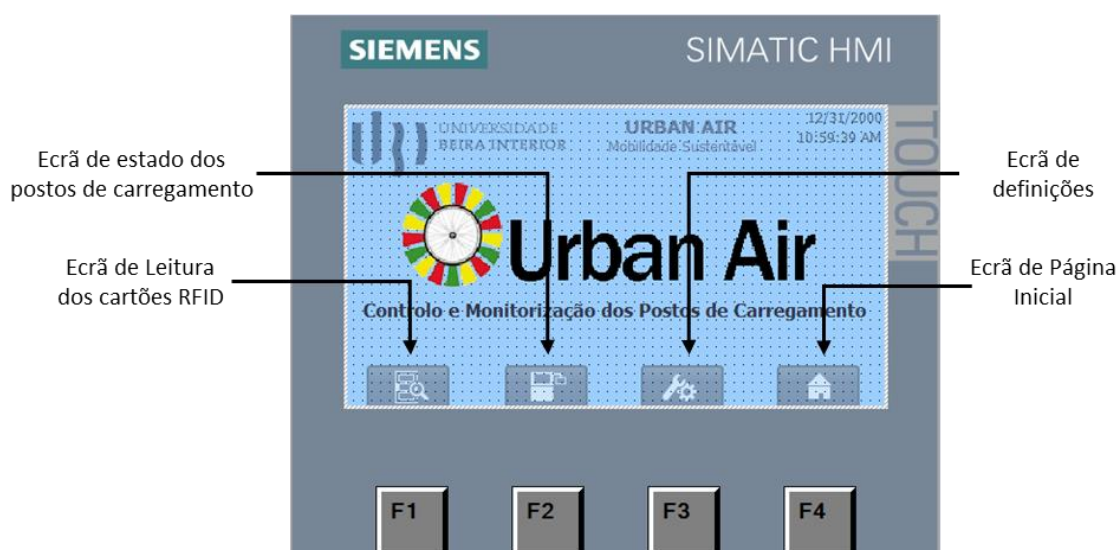 SIEMENS
SIMATIC HMI
TOUCH
UNIVERSIDADE
BEIRA INTERIOR
URBAN AIR
Mobilidade Sustentável
12/31/2000
10:59:39 AM
Ecrã de estado dos
postos de carregamento
Ecrã de
definições
Urban Air
Ecrã de Leitura
dos cartões RFID
Ecrã de Página
Inicial
Controlo e Monitorização dos Postos de Carregamento
F1
F2
F3
F4